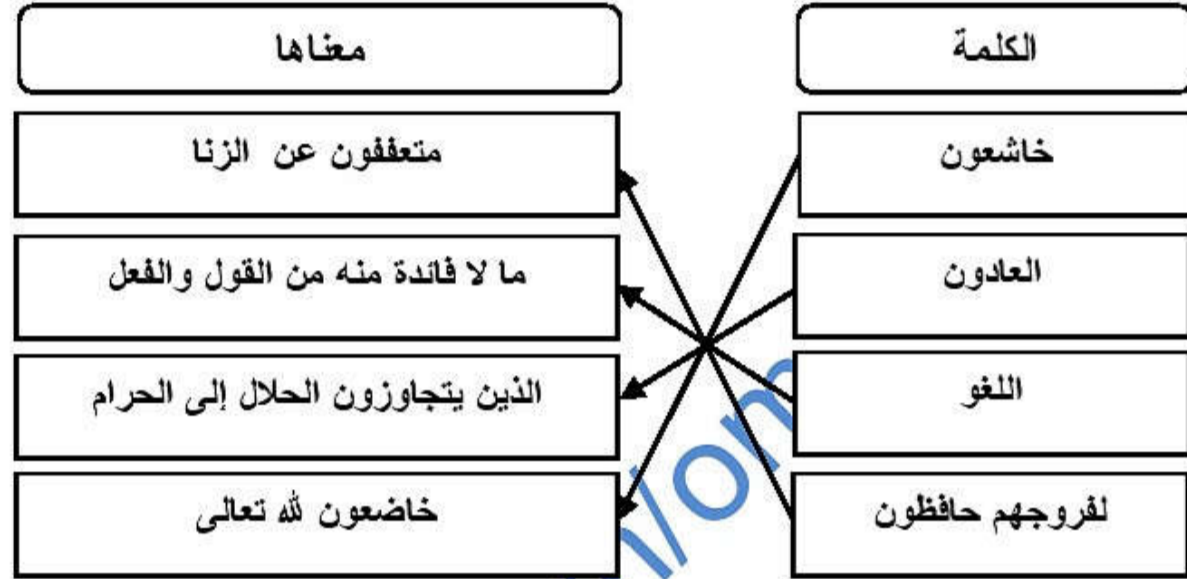 الكلمة
معناها
خاشعون
متعففون عن الزنا
العادون
ما لا فائدة منه من القول والفعل
اللغو
الذين يتجاوزون الحلال إلى الحرام
لفروجهم حافظون
خاضعون لله تعالى
/om